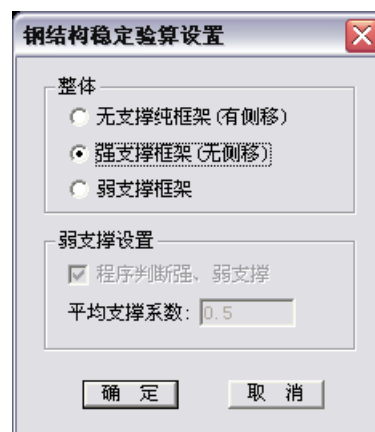 钢结构稳定验算设置
整体
无支撑纯框架(有侧移)
强支撑框架(无侧移)
弱支撑框架
弱支撑设置
程序判断强、弱支撑
平均支撑系数: 0.5
确 定 取 消